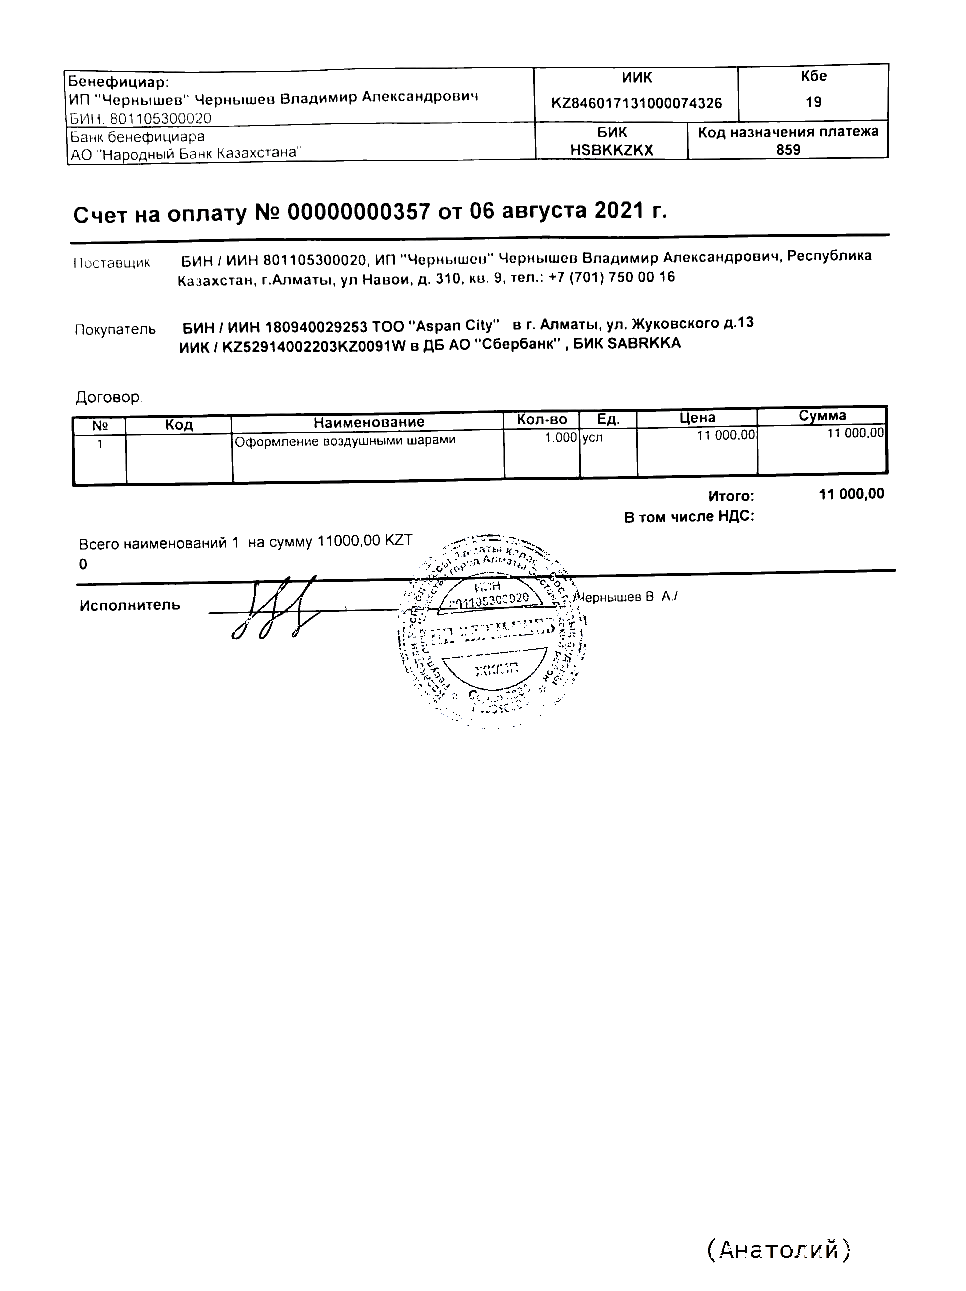 Бенефициар:
ИП "Чернышев" Чернышев Владимир Александрович
БИН. 801105300020
ИИК
KZ846017131000074326
Кбе
19
Банк бенефициара
АО "Народный Банк Казахстана"
БИК
HSBKKZKX
Код назначения платежа
859
Счет на оплату № 00000000357 от 06 августа 2021 г.
Поставщик БИН / ИИН 801105300020, ИП "Чернышев" Чернышев Владимир Александрович, Республика
Казахстан, г.Алматы, ул Навои, д. 310, кв. 9, тел.: +7 (701) 750 00 16
Покупатель БИН / ИИН 180940029253 ТОО "Aspan City" в г. Алматы, ул. Жуковского д.13
ИИК / KZ52914002203KZ0091W в ДБ АО "Сбербанк" , БИК SABRKKA
Договор.
№ Код Наименование Кол-во Ед. Цена Сумма
1 Оформление воздушными шарами 1.000 усл 11 000,00 11 000,00
Итого: 11 000,00
В том числе НДС:
Всего наименований 1 на сумму 11000,00 KZT
0
Исполнитель /Чернышев В А./
город Алматы
801105300020
ИП ЧЕРНЫШЕВ
(Анатолий)